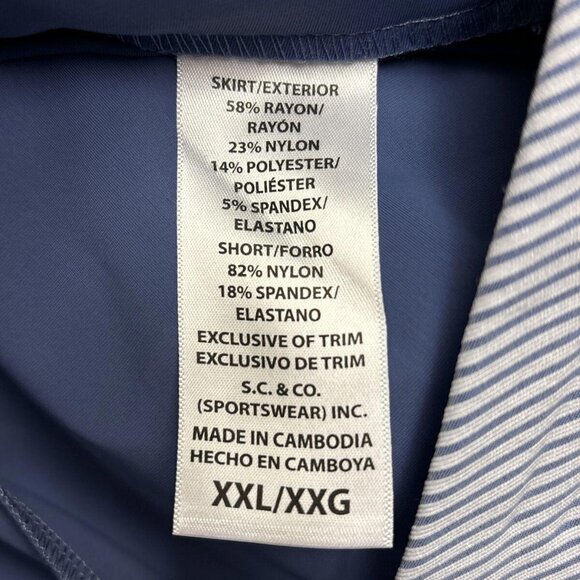 SKIRT/EXTERIOR
58% RAYON/
RAYÓN
23% NYLON
14% POLYESTER/
POLIÉSTER
5% SPANDEX/
ELASTANO
SHORT/FORRO
82% NYLON
18% SPANDEX/
ELASTANO
EXCLUSIVE OF TRIM
EXCLUSIVO DE TRIM
S.C. & CO.
(SPORTSWEAR) INC.
MADE IN CAMBODIA
HECHO EN CAMBOYA
XXL/XXG